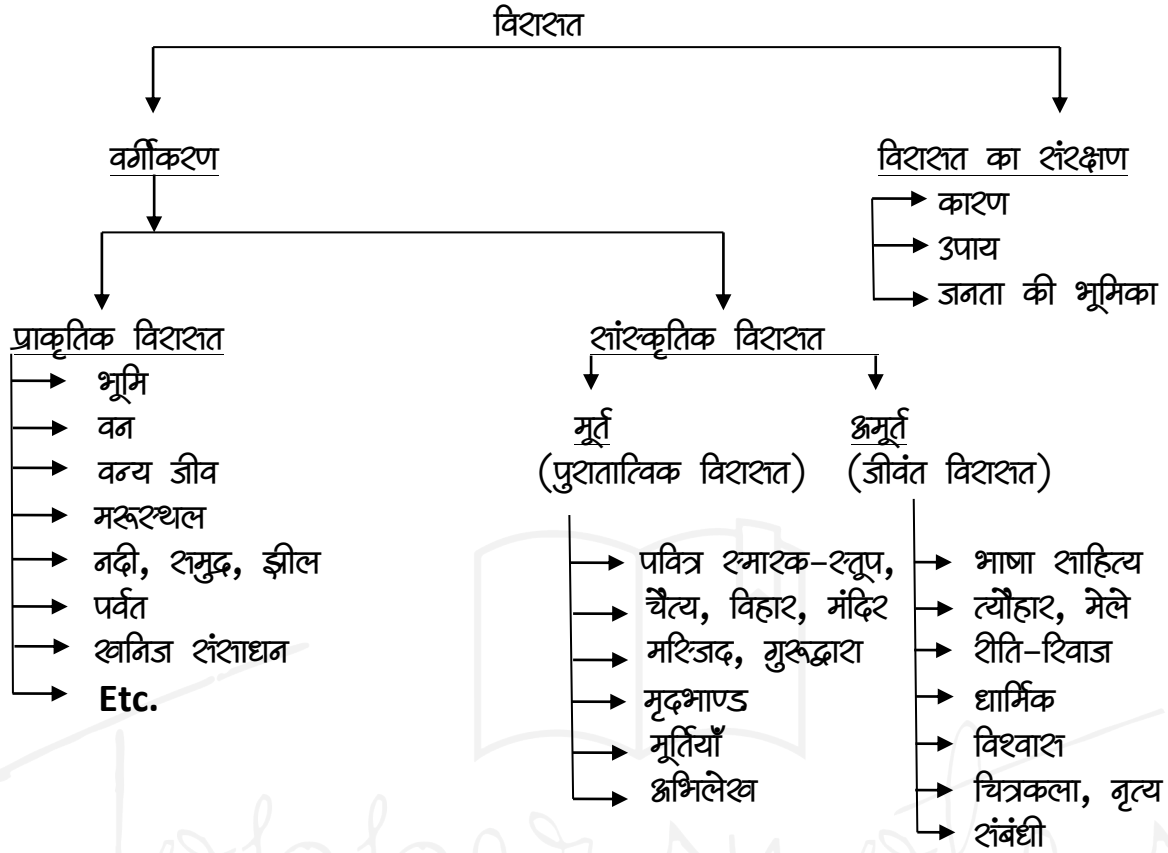 विरासत
वर्गीकरण
विरासत का संरक्षण
कारण
उपाय
जनता की भूमिका
प्राकृतिक विरासत
भूमि
वन
वन्य जीव
मरूस्थल
नदी, समुद्र, झील
पर्वत
खनिज संसाधन
Etc.
सांस्कृतिक विरासत
मूर्त
(पुरातात्विक विरासत)
पवित्र स्मारक-स्तूप,
चैत्य, विहार, मंदिर
मस्जिद, गुरूद्वारा
मृदभाण्ड
मूर्तियाँ
अभिलेख
अमूर्त
(जीवंत विरासत)
भाषा साहित्य
त्यौहार, मेले
रीति-रिवाज
धार्मिक
विश्वास
चित्रकला, नृत्य
संबंधी